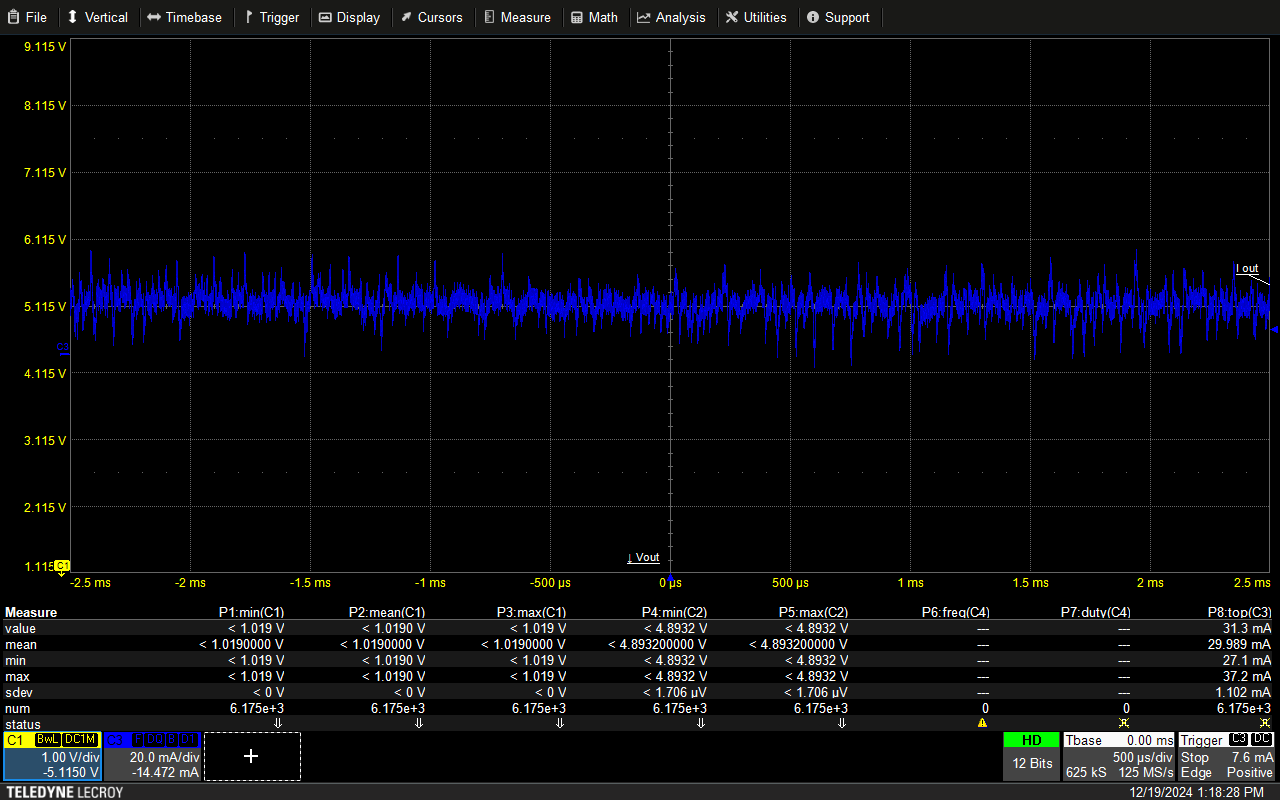 File Vertical Timebase Trigger Display Cursors Measure Math Analysis Utilities Support
9.115 V
8.115 V
7.115 V
6.115 V
I out
5.115 V
C3
4.115 V
3.115 V
2.115 V
Vout
1.115 C1
-2.5 ms -2 ms -1.5 ms -1 ms -500 µs 0 µs 500 µs 1 ms 1.5 ms 2 ms 2.5 ms
Measure P1:min(C1) P2:mean(C1) P3:max(C1) P4:min(C2) P5:max(C2) P6:freq(C4) P7:duty(C4) P8:top(C3)
value < 1.019 V < 1.0190 V < 1.019 V < 4.8932 V < 4.8932 V --- --- 31.3 mA
mean < 1.0190000 V < 1.0190000 V < 1.0190000 V < 4.893200000 V < 4.893200000 V --- --- 29.989 mA
min < 1.019 V < 1.0190 V < 1.019 V < 4.8932 V < 4.8932 V --- --- 27.1 mA
max < 1.019 V < 1.0190 V < 1.019 V < 4.8932 V < 4.8932 V --- --- 37.2 mA
sdev < 0 V < 0 V < 0 V < 1.706 µV < 1.706 µV --- --- 1.102 mA
num 6.175e+3 6.175e+3 6.175e+3 6.175e+3 6.175e+3 0 0 6.175e+3
status
C1 BwL DC1M C3 HD Tbase 0.00 ms Trigger C3 DC
1.00 V/div 20.0 mA/div 12 Bits 500 µs/div Stop 7.6 mA
-5.1150 V -14.472 mA 625 kS 125 MS/s Edge Positive
TELEDYNE LECROY 12/19/2024 1:18:28 PM